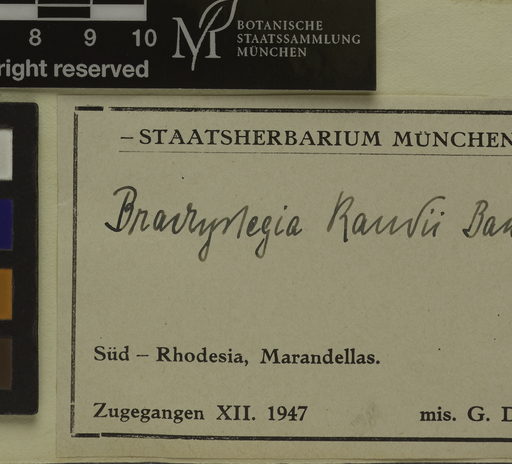 8 9 10
BOTANISCHE
STAATSSAMMLUNG
MÜNCHEN
right reserved
– STAATSHERBARIUM MÜNCHEN
Brachystegia Randii Ba
Süd – Rhodesia, Marandellas.
Zugegangen XII. 1947 mis. G. D